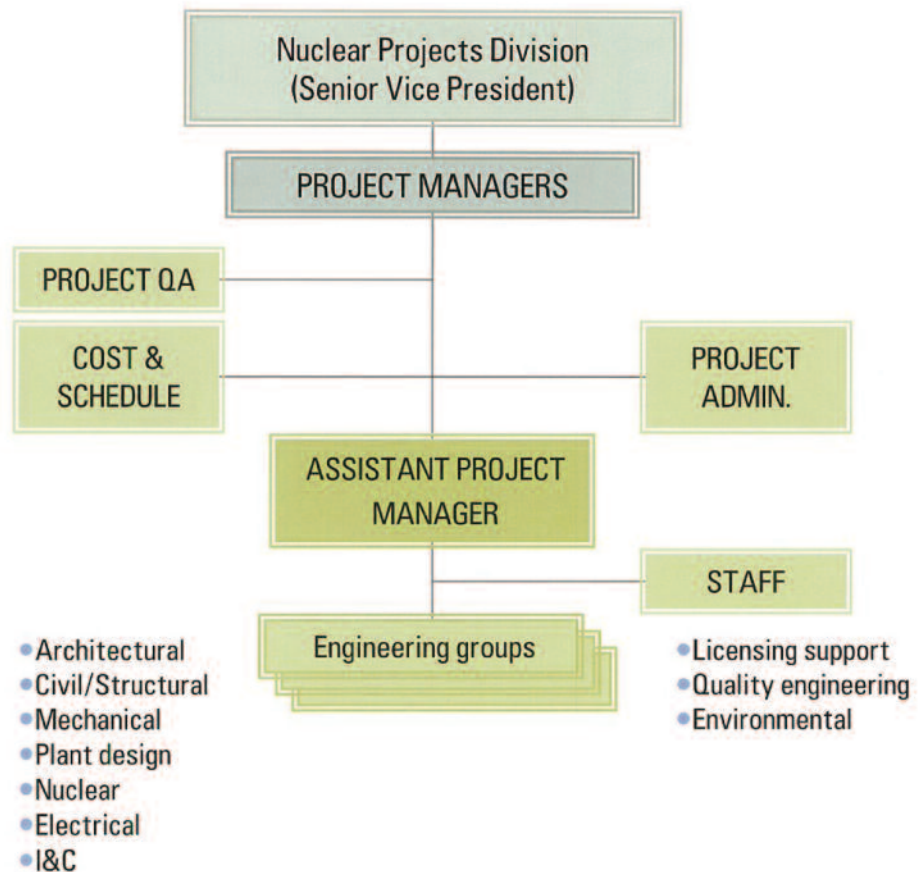 Nuclear Projects Division
(Senior Vice President)
PROJECT MANAGERS
PROJECT QA
COST &
SCHEDULE
PROJECT
ADMIN.
ASSISTANT PROJECT
MANAGER
STAFF
Engineering groups
•Architectural
•Civil/Structural
•Mechanical
•Plant design
•Nuclear
•Electrical
•I&C
•Licensing support
•Quality engineering
•Environmental